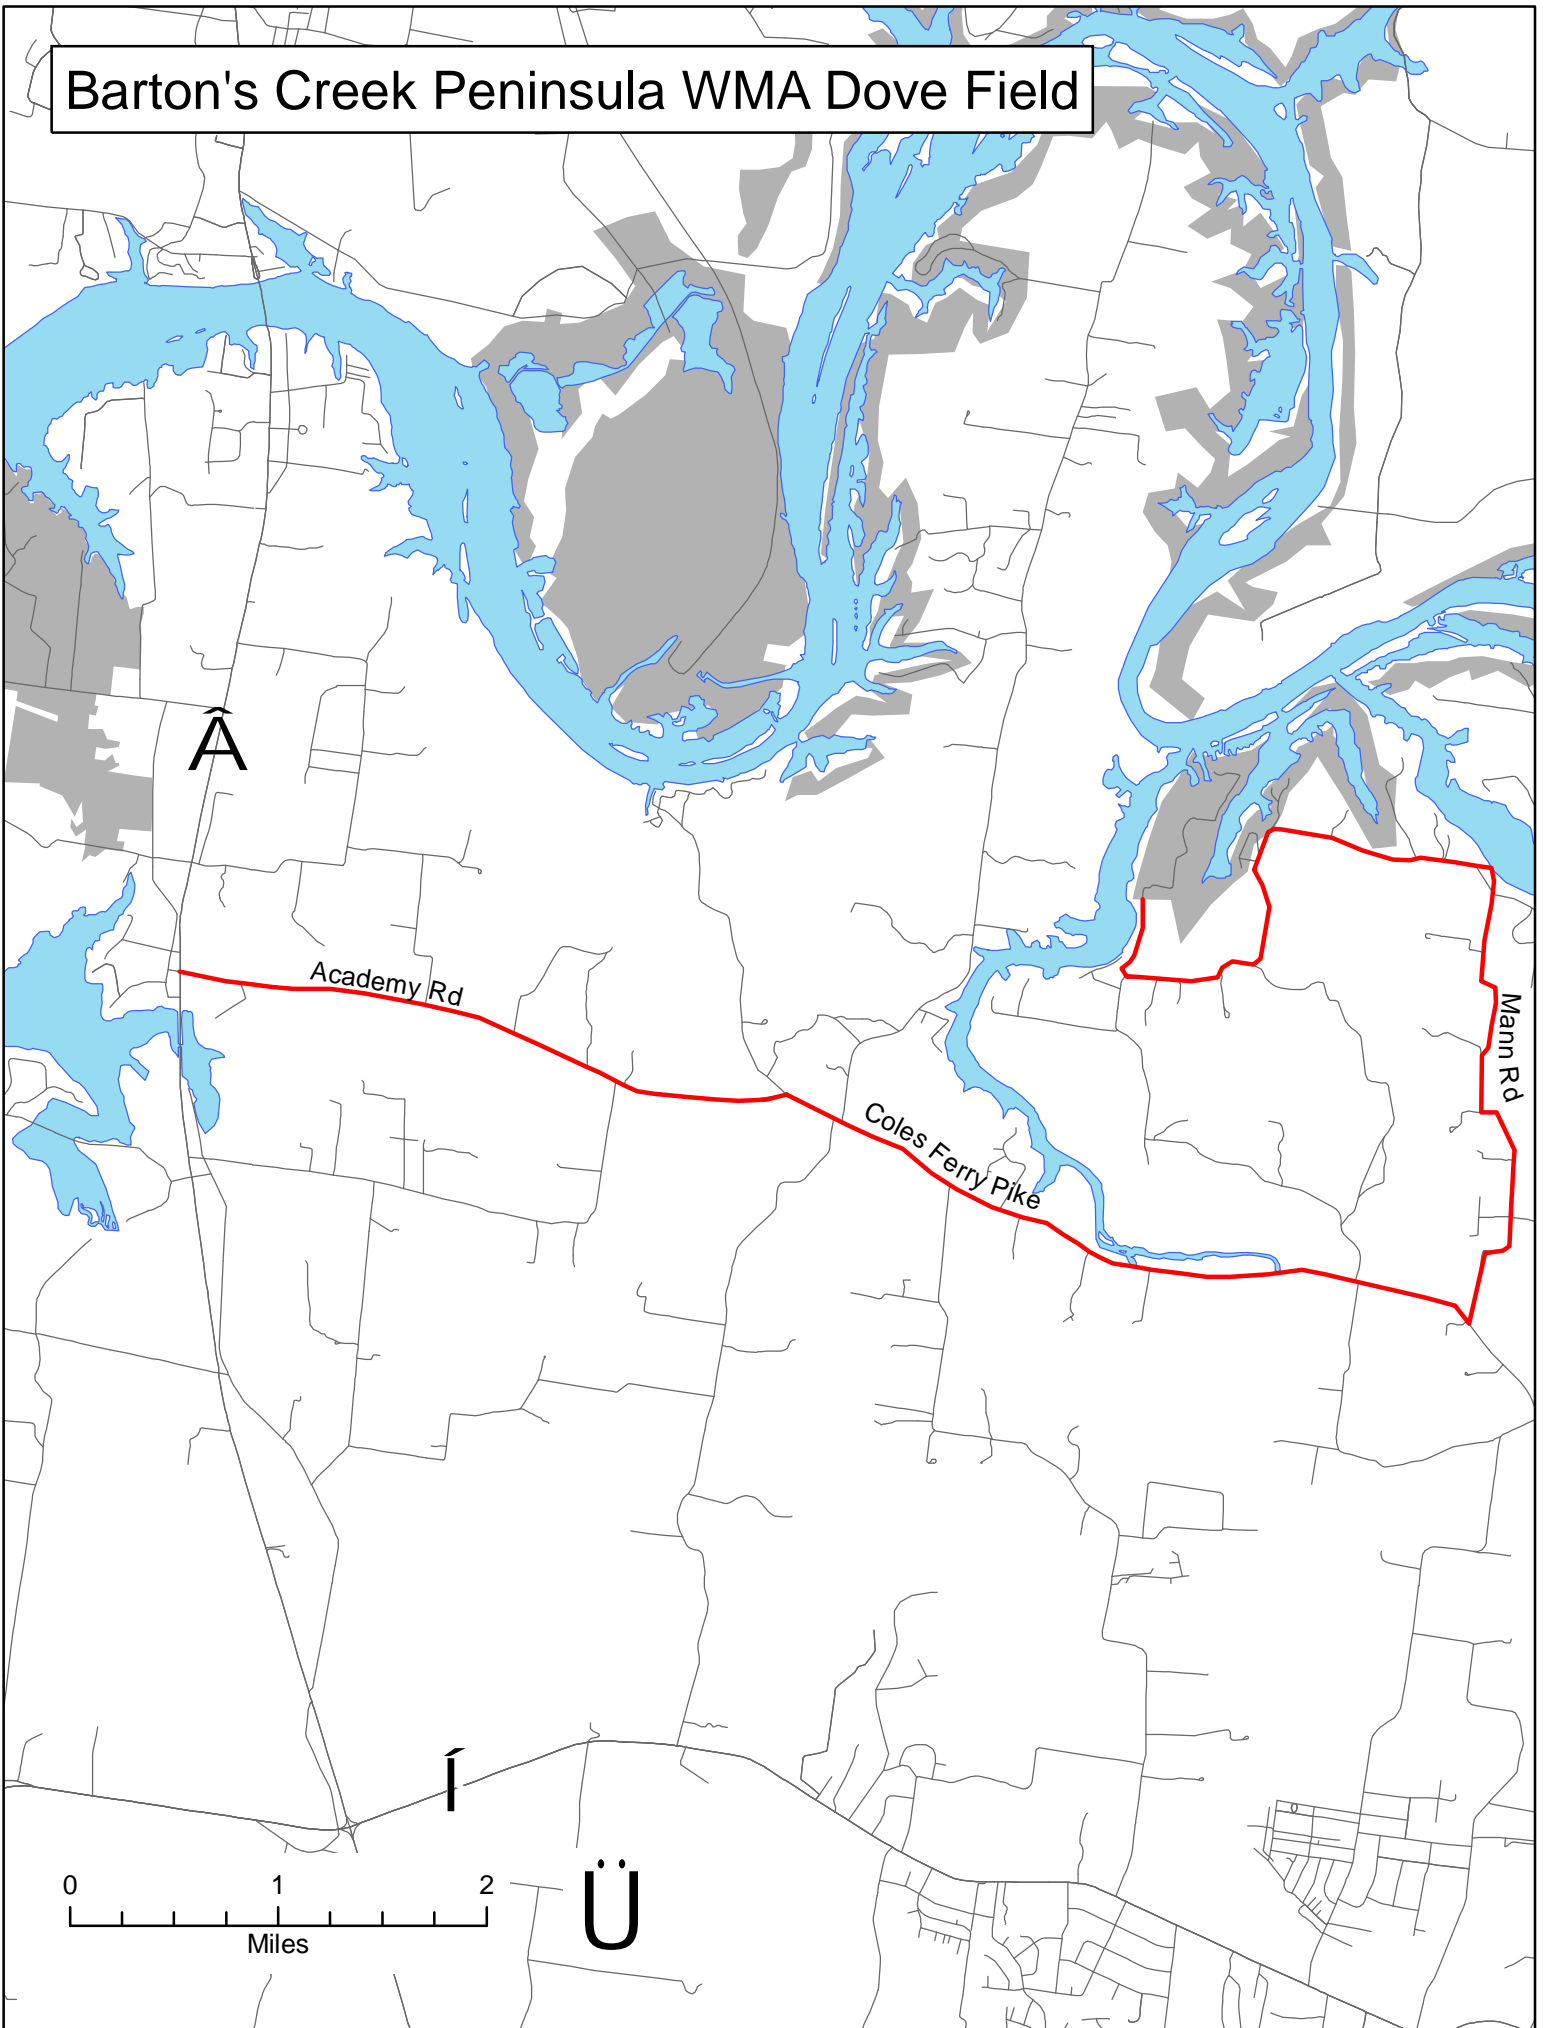 Barton's Creek Peninsula WMA Dove Field
Â
Academy Rd
Mann Rd
Coles Ferry Pike
Í
Ü
0 1 2
Miles